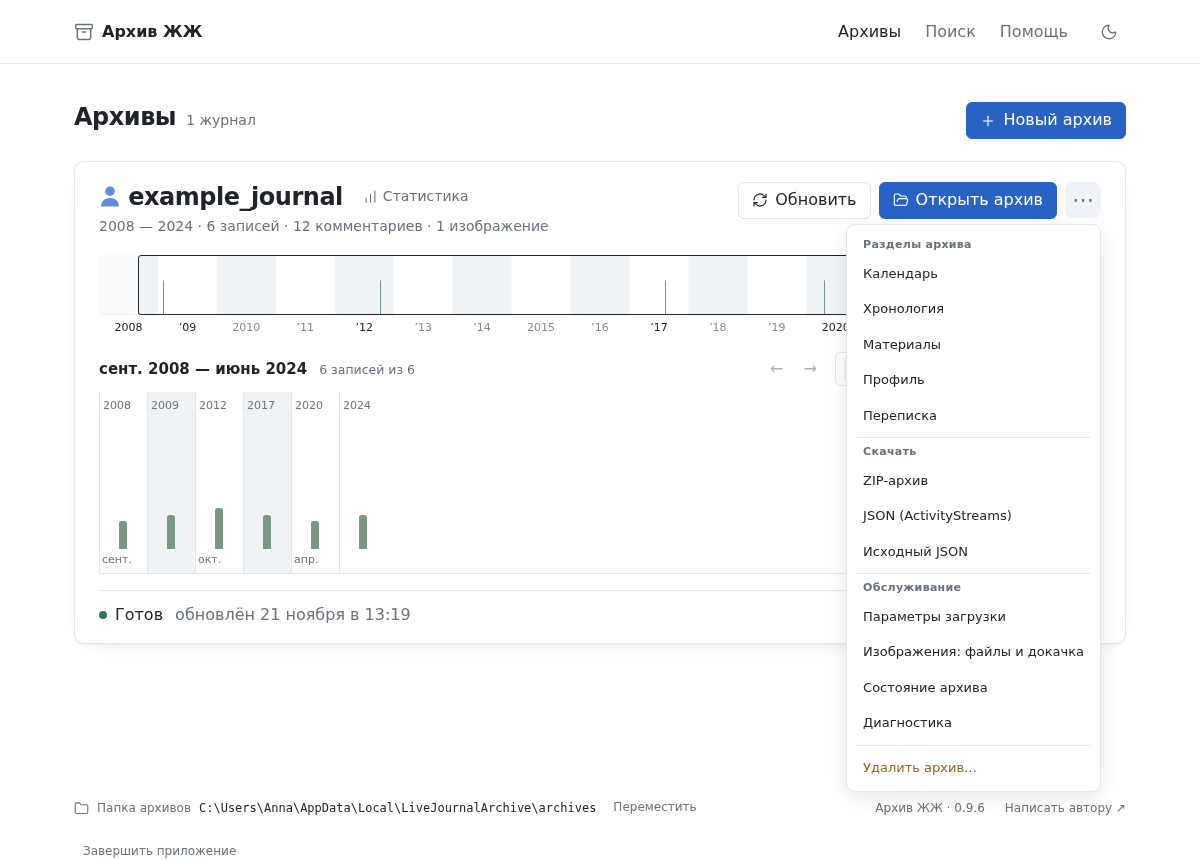 Архив ЖЖ
Архивы Поиск Помощь
Архивы 1 журнал
+ Новый архив
example_journal Статистика
Обновить Открыть архив ⋯
2008 — 2024 · 6 записей · 12 комментариев · 1 изображение
2008 ’09 2010 ’11 ’12 ’13 ’14 2015 ’16 ’17 ’18 ’19 2020
сент. 2008 — июнь 2024 6 записей из 6
← →
2008 2009 2012 2017 2020 2024
сент. окт. апр.
Готов обновлён 21 ноября в 13:19
Разделы архива
Календарь
Хронология
Материалы
Профиль
Переписка
Скачать
ZIP-архив
JSON (ActivityStreams)
Исходный JSON
Обслуживание
Параметры загрузки
Изображения: файлы и докачка
Состояние архива
Диагностика
Удалить архив…
Папка архивов C:\Users\Anna\AppData\Local\LiveJournalArchive\archives Переместить
Архив ЖЖ · 0.9.6 Написать автору ↗
Завершить приложение